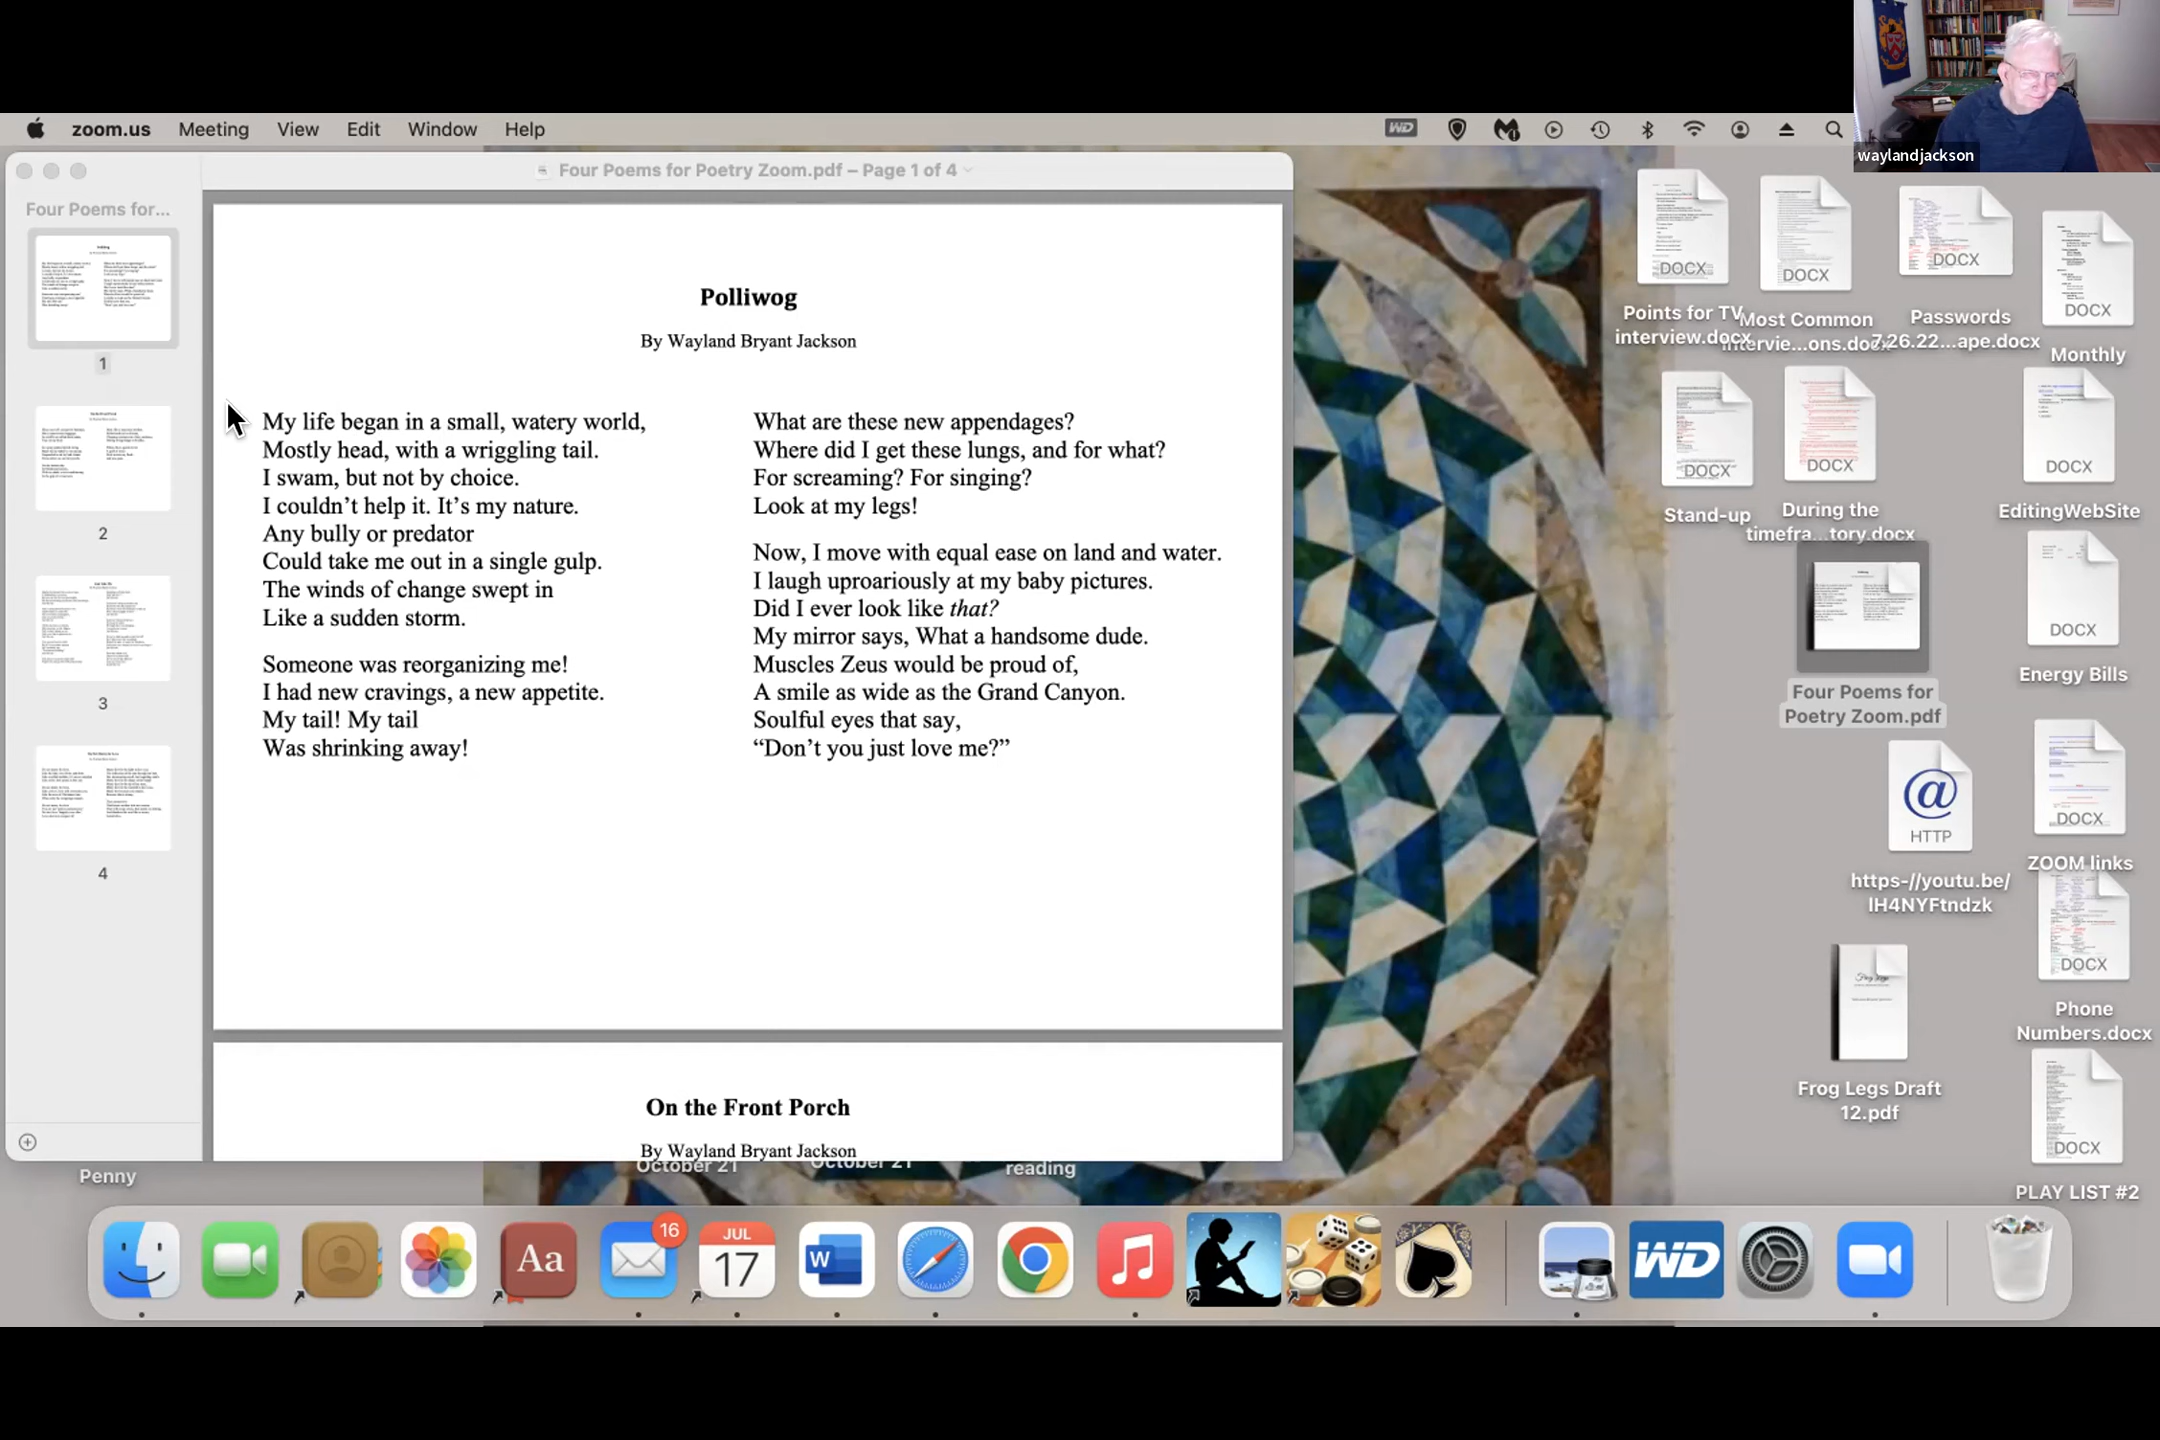 zoom.us Meeting View Edit Window Help
WD
waylandjackson
Four Poems for Poetry Zoom.pdf – Page 1 of 4
Four Poems for...
1
2
3
4
Polliwog
By Wayland Bryant Jackson
My life began in a small, watery world,
Mostly head, with a wriggling tail.
I swam, but not by choice.
I couldn’t help it. It’s my nature.
Any bully or predator
Could take me out in a single gulp.
The winds of change swept in
Like a sudden storm.
Someone was reorganizing me!
I had new cravings, a new appetite.
My tail! My tail
Was shrinking away!
What are these new appendages?
Where did I get these lungs, and for what?
For screaming? For singing?
Look at my legs!
Now, I move with equal ease on land and water.
I laugh uproariously at my baby pictures.
Did I ever look like that?
My mirror says, What a handsome dude.
Muscles Zeus would be proud of,
A smile as wide as the Grand Canyon.
Soulful eyes that say,
“Don’t you just love me?”
On the Front Porch
By Wayland Bryant Jackson
DOCX
Points for TV
interview.docx
DOCX
Most Common
intervie...ons.docx
DOCX
Passwords
7.26.22...ape.docx
DOCX
Monthly
DOCX
Stand-up
DOCX
During the
timefra...tory.docx
DOCX
EditingWebSite
Four Poems for
Poetry Zoom.pdf
DOCX
Energy Bills
@
HTTP
https-//youtu.be/
lH4NYFtndzk
DOCX
ZOOM links
DOCX
Phone
Numbers.docx
Frog Legs Draft
12.pdf
DOCX
PLAY LIST #2
Penny
October 21
October 21
reading
Aa
16
JUL
17
W
WD